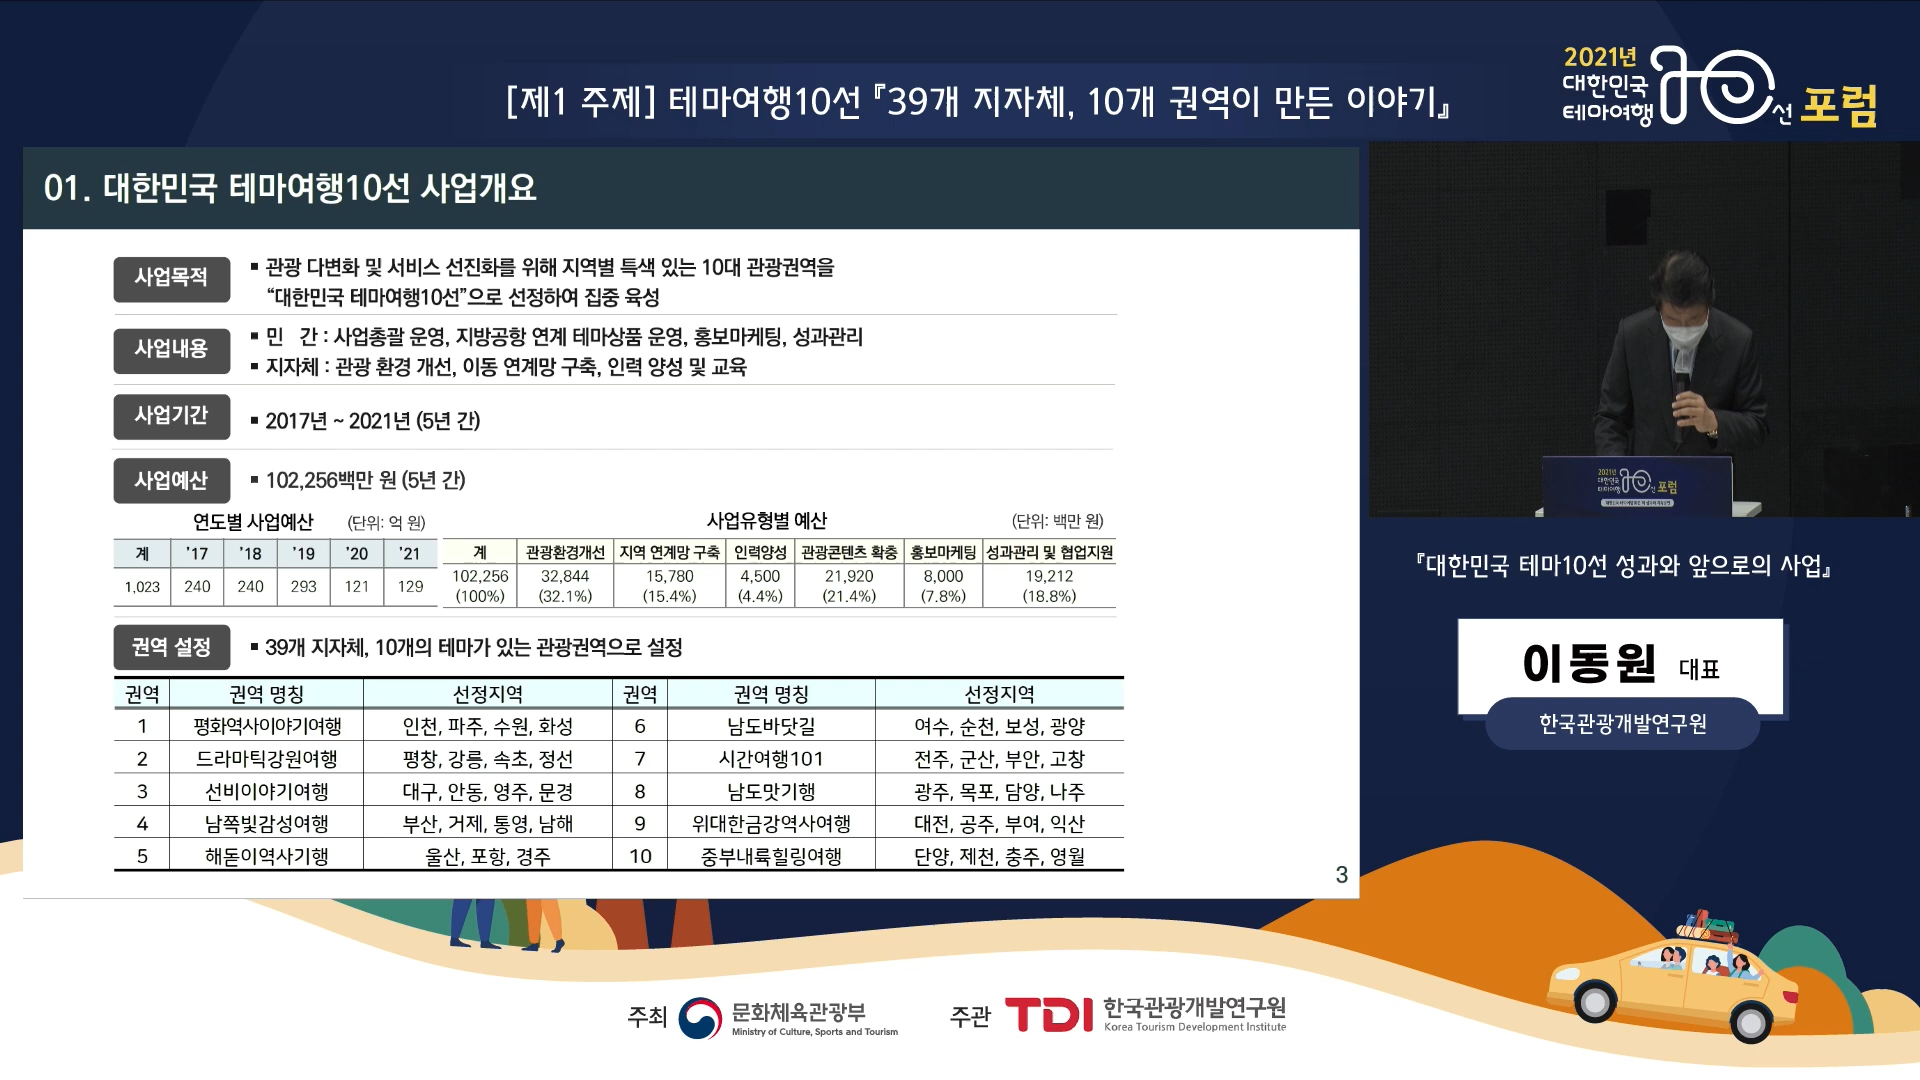 [제1 주제] 테마여행10선 『39개 지자체, 10개 권역이 만든 이야기』
2021년
대한민국
테마여행
10선 포럼
01. 대한민국 테마여행10선 사업개요
사업목적
▪ 관광 다변화 및 서비스 선진화를 위해 지역별 특색 있는 10대 관광권역을
“대한민국 테마여행10선”으로 선정하여 집중 육성
사업내용
▪ 민 간 : 사업총괄 운영, 지방공항 연계 테마상품 운영, 홍보마케팅, 성과관리
▪ 지자체 : 관광 환경 개선, 이동 연계망 구축, 인력 양성 및 교육
사업기간
▪ 2017년 ~ 2021년 (5년 간)
사업예산
▪ 102,256백만 원 (5년 간)
연도별 사업예산 (단위: 억 원)
계 ’17 ’18 ’19 ’20 ’21
1,023 240 240 293 121 129
사업유형별 예산 (단위: 백만 원)
계 관광환경개선 지역 연계망 구축 인력양성 관광콘텐츠 확충 홍보마케팅 성과관리 및 협업지원
102,256 32,844 15,780 4,500 21,920 8,000 19,212
(100%) (32.1%) (15.4%) (4.4%) (21.4%) (7.8%) (18.8%)
권역 설정
▪ 39개 지자체, 10개의 테마가 있는 관광권역으로 설정
권역 권역 명칭 선정지역 권역 권역 명칭 선정지역
1 평화역사이야기여행 인천, 파주, 수원, 화성 6 남도바닷길 여수, 순천, 보성, 광양
2 드라마틱강원여행 평창, 강릉, 속초, 정선 7 시간여행101 전주, 군산, 부안, 고창
3 선비이야기여행 대구, 안동, 영주, 문경 8 남도맛기행 광주, 목포, 담양, 나주
4 남쪽빛감성여행 부산, 거제, 통영, 남해 9 위대한금강역사여행 대전, 공주, 부여, 익산
5 해돋이역사기행 울산, 포항, 경주 10 중부내륙힐링여행 단양, 제천, 충주, 영월
3
2021년
대한민국
테마여행
10선 포럼
『대한민국 테마10선 성과와 앞으로의 사업』
이동원 대표
한국관광개발연구원
주최 문화체육관광부
Ministry of Culture, Sports and Tourism
주관 TDI 한국관광개발연구원
Korea Tourism Development Institute